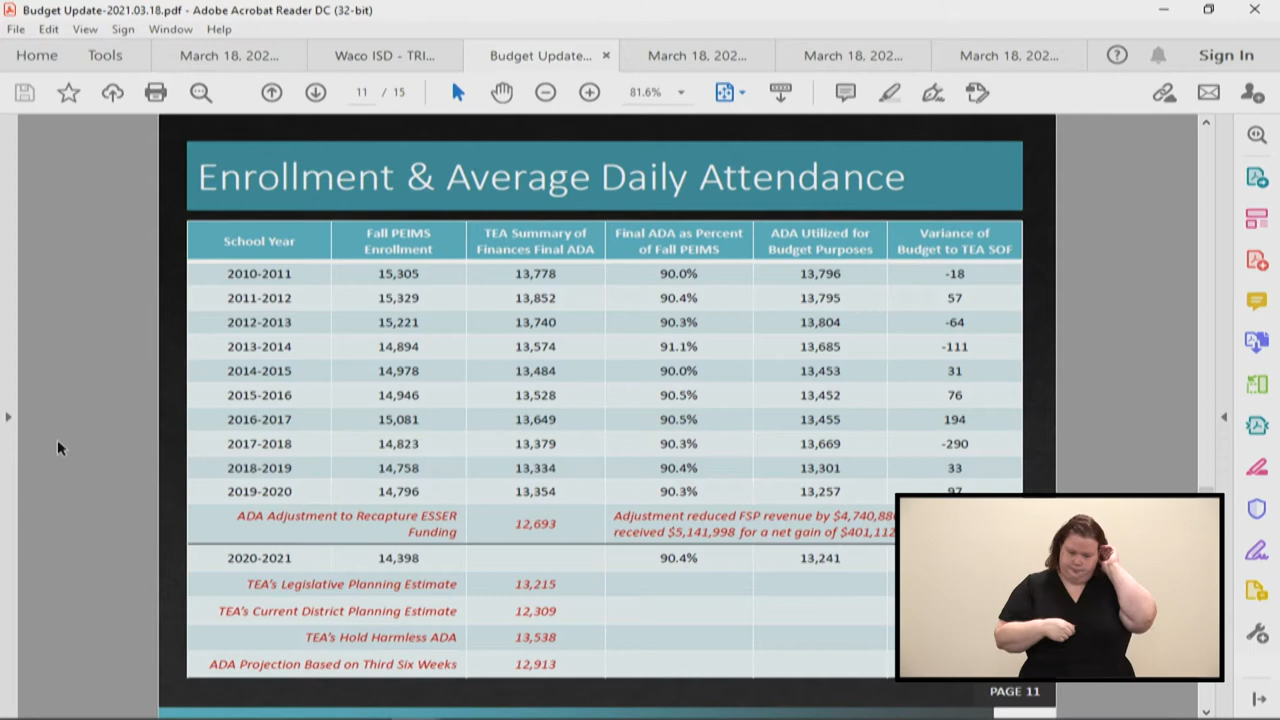 Budget Update-2021.03.18.pdf - Adobe Acrobat Reader DC (32-bit)
File Edit View Sign Window Help
Home Tools March 18, 202... Waco ISD - TRI... Budget Update... × March 18, 202... March 18, 202... March 18, 202... Sign In
11 / 15 81.6%
Enrollment & Average Daily Attendance
School Year Fall PEIMS Enrollment TEA Summary of Finances Final ADA Final ADA as Percent of Fall PEIMS ADA Utilized for Budget Purposes Variance of Budget to TEA SOF
2010-2011 15,305 13,778 90.0% 13,796 -18
2011-2012 15,329 13,852 90.4% 13,795 57
2012-2013 15,221 13,740 90.3% 13,804 -64
2013-2014 14,894 13,574 91.1% 13,685 -111
2014-2015 14,978 13,484 90.0% 13,453 31
2015-2016 14,946 13,528 90.5% 13,452 76
2016-2017 15,081 13,649 90.5% 13,455 194
2017-2018 14,823 13,379 90.3% 13,669 -290
2018-2019 14,758 13,334 90.4% 13,301 33
2019-2020 14,796 13,354 90.3% 13,257 97
ADA Adjustment to Recapture ESSER Funding 12,693 Adjustment reduced FSP revenue by received $5,141,998 for a net gain of $401,112
2020-2021 14,398 90.4% 13,241
TEA's Legislative Planning Estimate 13,215
TEA's Current District Planning Estimate 12,309
TEA's Hold Harmless ADA 13,538
ADA Projection Based on Third Six Weeks 12,913
PAGE 11